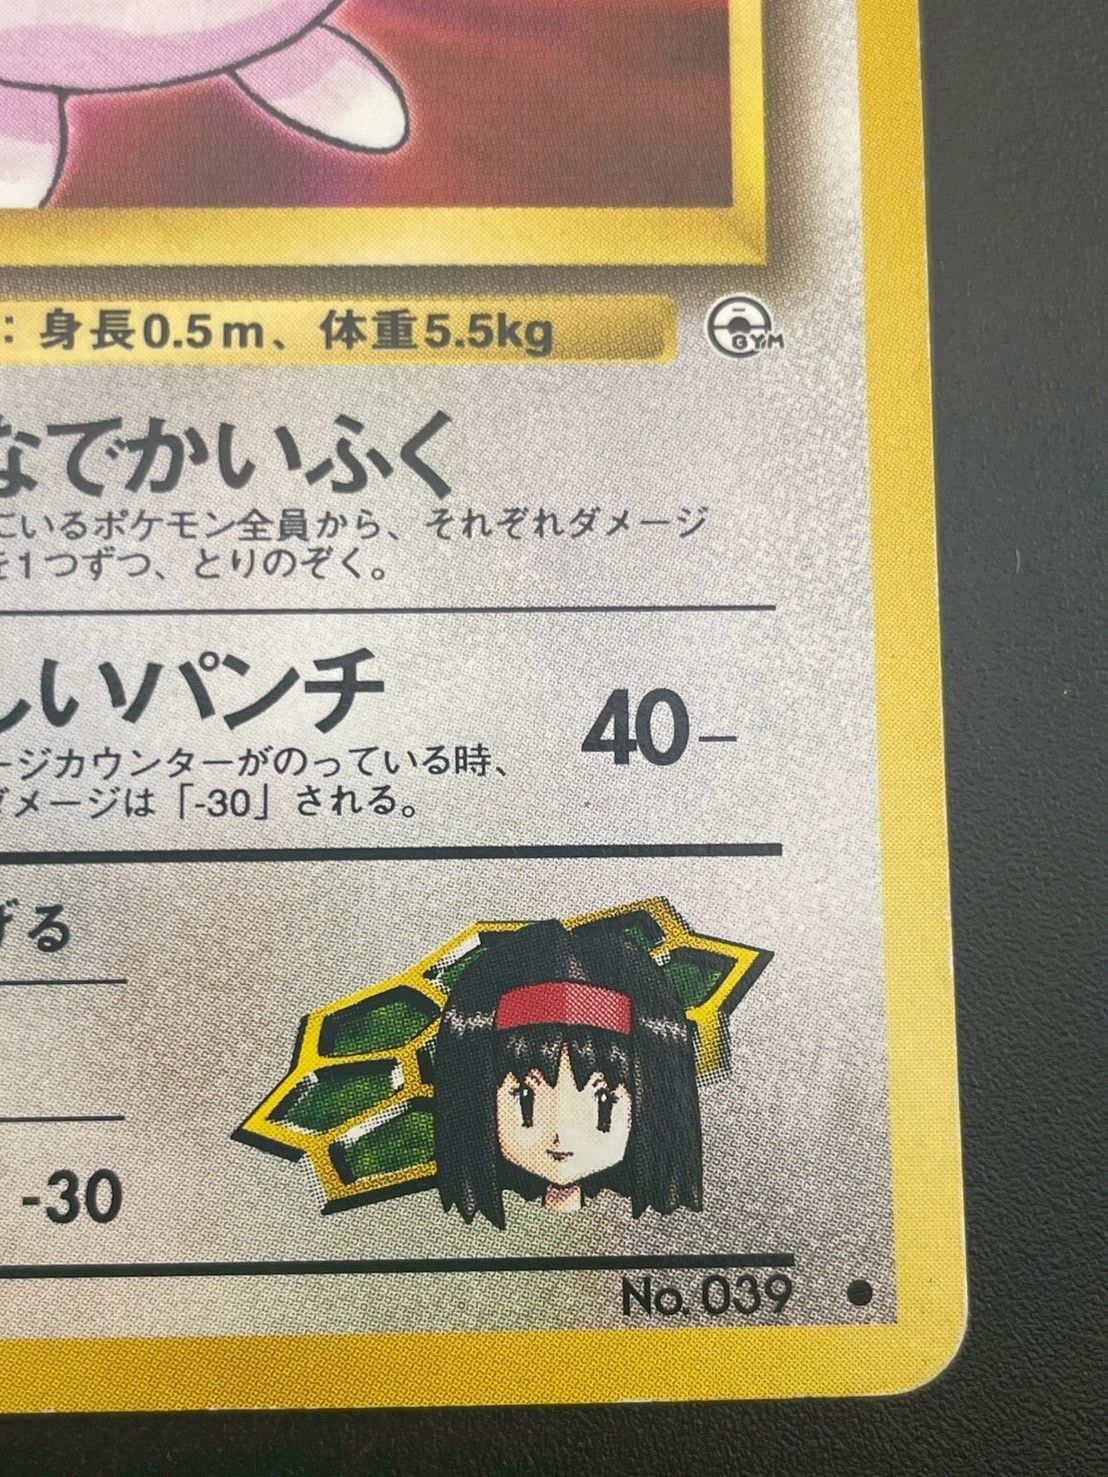 ：身長0.5m、体重5.5kg
GYM
なでかいふく
いるポケモン全員から、それぞれダメージ
を1つずつ、とりのぞく。
しいパンチ
40−
ージカウンターがのっている時、
ダメージは「-30」される。
げる
-30
No. 039 ●